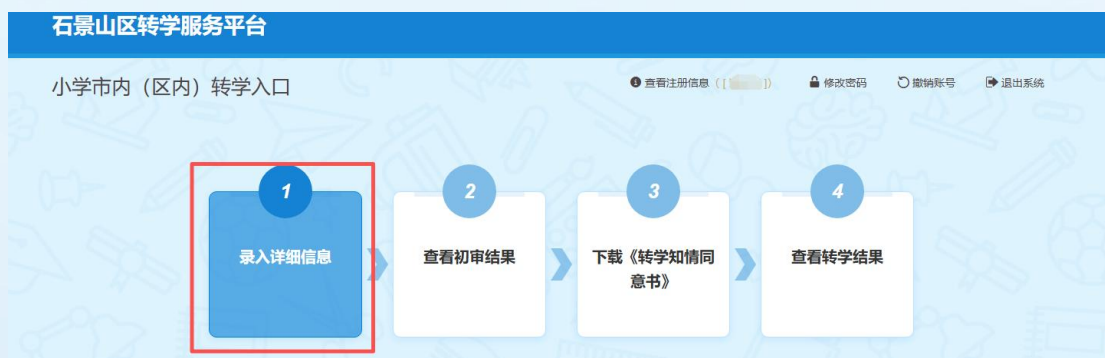 石景山区转学服务平台
小学市内（区内）转学入口
查看注册信息（[ ]） 修改密码 撤销账号 退出系统
1
录入详细信息
2
查看初审结果
3
下载《转学知情同
意书》
4
查看转学结果